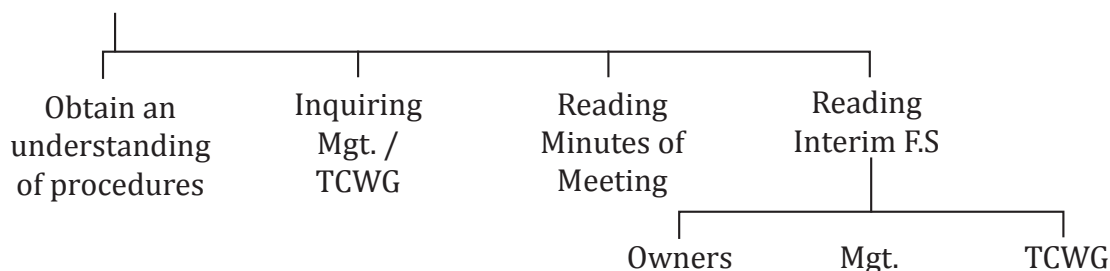 Obtain an
understanding
of procedures
Inquiring
Mgt. /
TCWG
Reading
Minutes of
Meeting
Reading
Interim F.S
Owners
Mgt.
TCWG